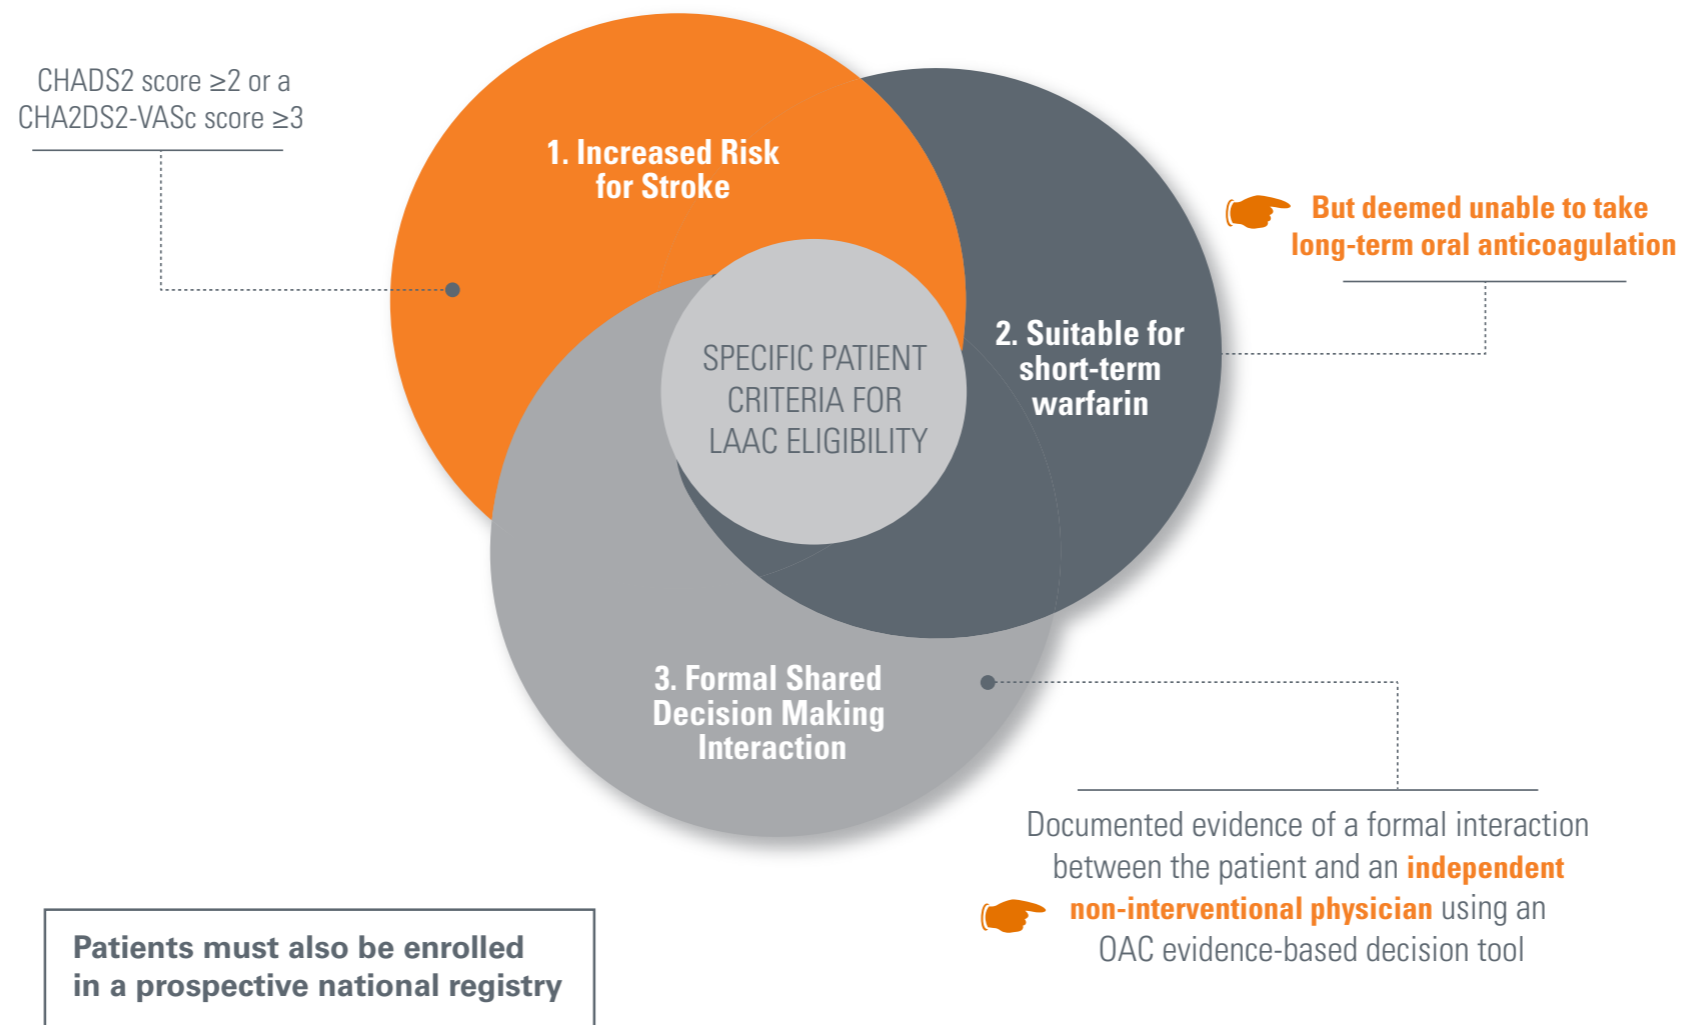 CHADS2 score ≥2 or a
CHA2DS2-VASc score ≥3
1. Increased Risk
for Stroke
But deemed unable to take
long-term oral anticoagulation
2. Suitable for
short-term
warfarin
SPECIFIC PATIENT
CRITERIA FOR
LAAC ELIGIBILITY
3. Formal Shared
Decision Making
Interaction
Documented evidence of a formal interaction
between the patient and an independent
non-interventional physician using an
OAC evidence-based decision tool
Patients must also be enrolled
in a prospective national registry